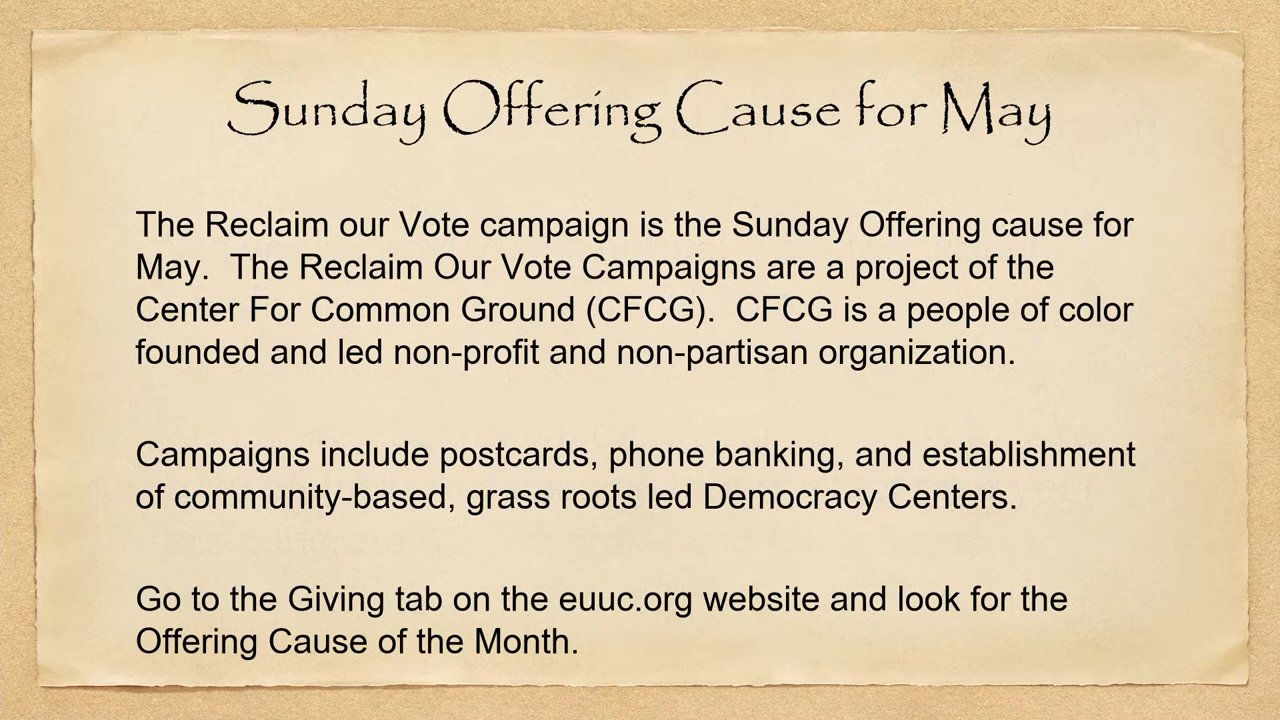 Sunday Offering Cause for May
The Reclaim our Vote campaign is the Sunday Offering cause for
May.  The Reclaim Our Vote Campaigns are a project of the
Center For Common Ground (CFCG).  CFCG is a people of color
founded and led non-profit and non-partisan organization.
Campaigns include postcards, phone banking, and establishment
of community-based, grass roots led Democracy Centers.
Go to the Giving tab on the euuc.org website and look for the
Offering Cause of the Month.